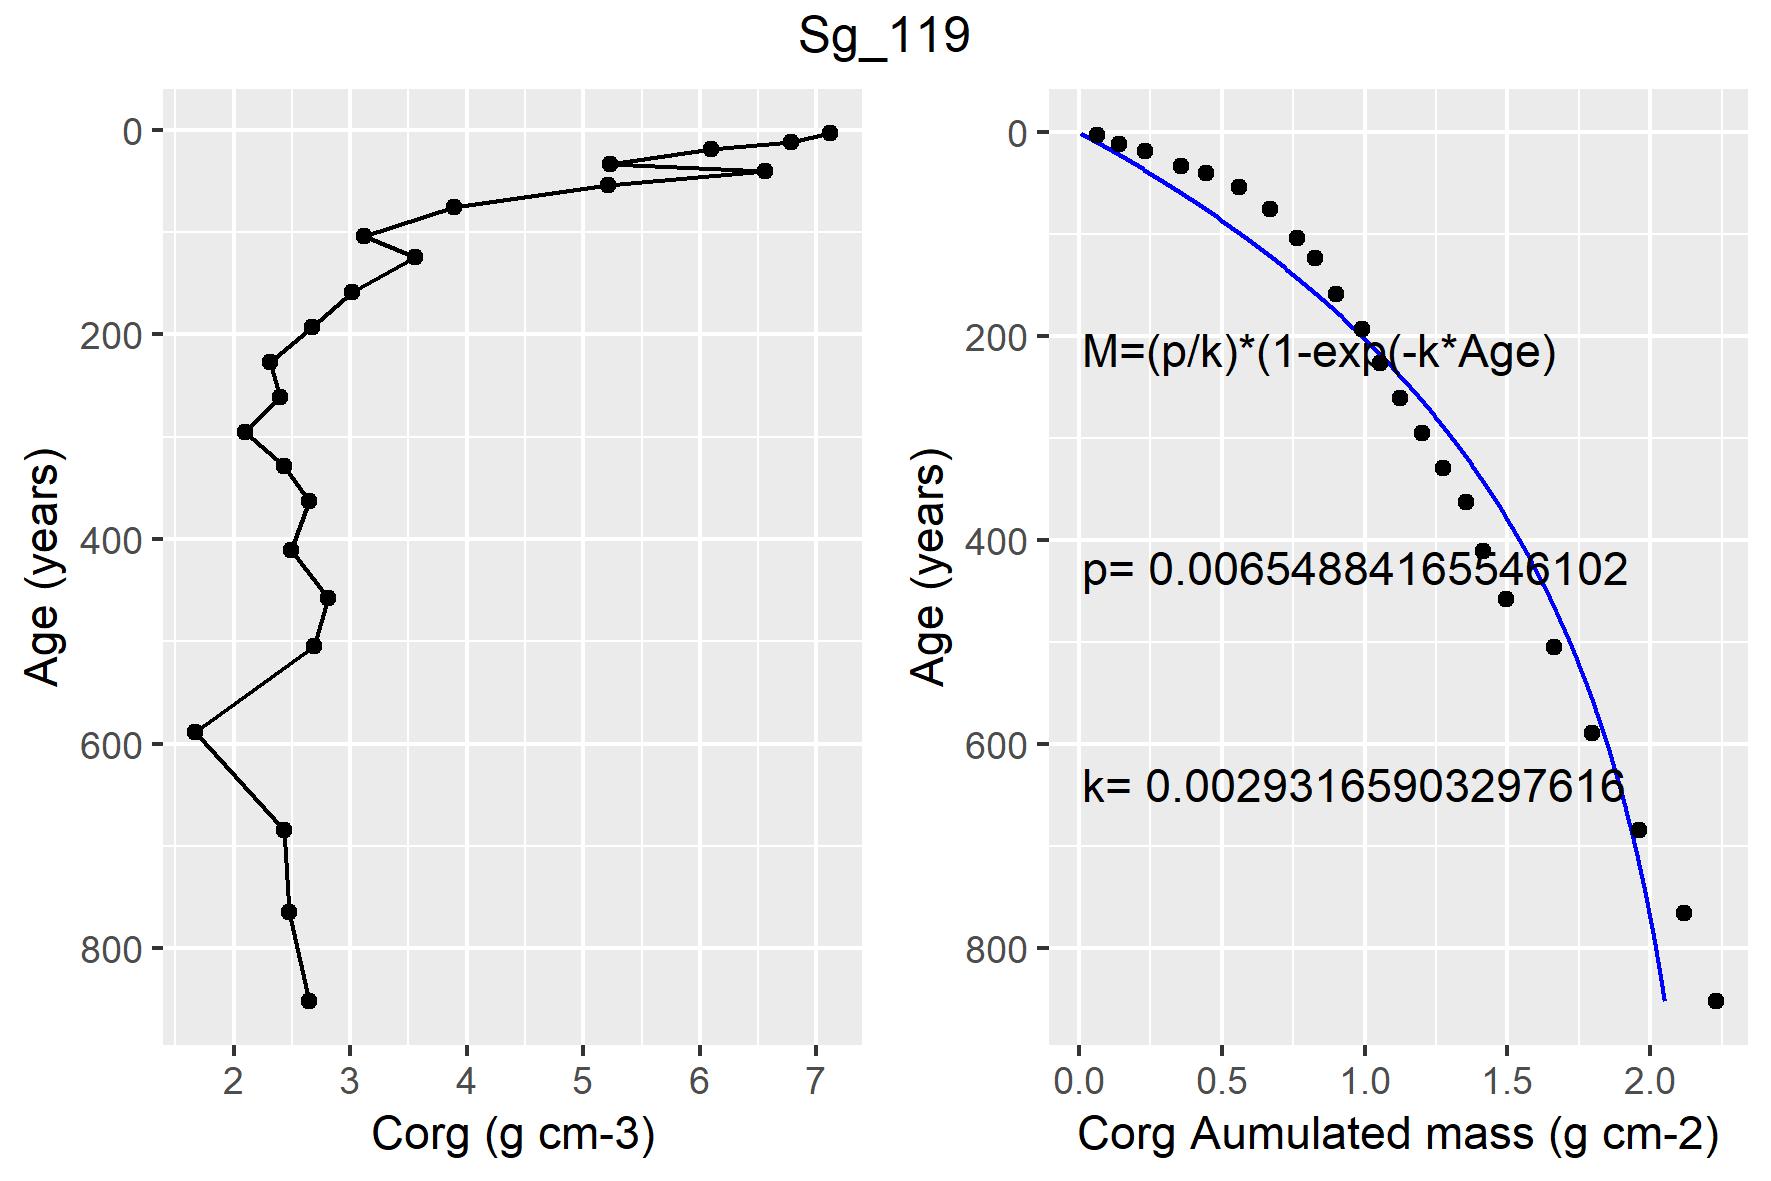 Sg_119
0
200
400
600
800
Age (years)
2 3 4 5 6 7
Corg (g cm-3)
0
200
400
600
800
Age (years)
M=(p/k)*(1-exp(-k*Age)
p= 0.00654884165546102
k= 0.00293165903297616
0.0 0.5 1.0 1.5 2.0
Corg Aumulated mass (g cm-2)